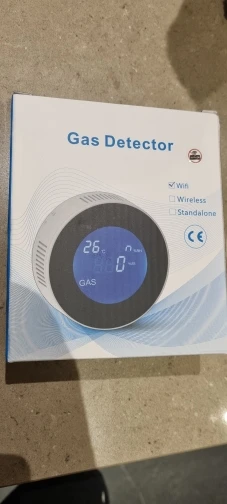 Gas Detector
☑ Wifi
☐ Wireless
☐ Standalone
CE
26
0
GAS